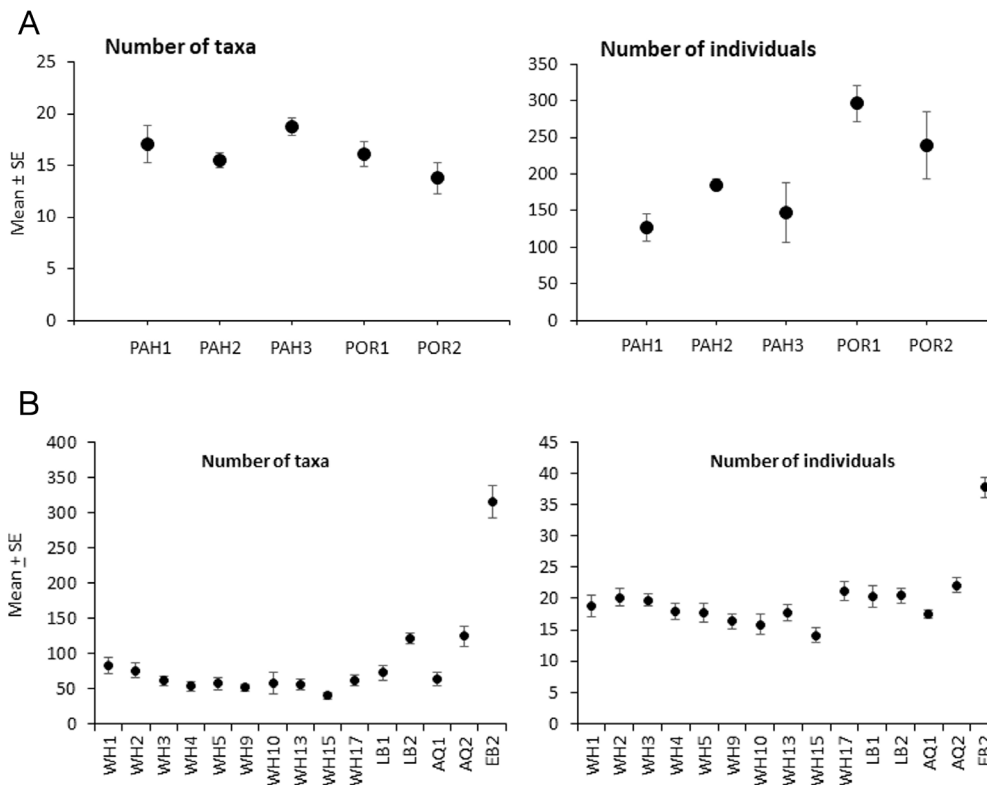 A
Number of taxa
Mean ± SE
25
20
15
10
5
0
PAH1 PAH2 PAH3 POR1 POR2
Number of individuals
350
300
250
200
150
100
50
0
PAH1 PAH2 PAH3 POR1 POR2
B
Number of taxa
Mean ± SE
400
350
300
250
200
150
100
50
0
WH1 WH2 WH3 WH4 WH5 WH9 WH10 WH13 WH15 WH17 LB1 LB2 AQ1 AQ2 EB2
Number of individuals
45
40
35
30
25
20
15
10
5
0
WH1 WH2 WH3 WH4 WH5 WH9 WH10 WH13 WH15 WH17 LB1 LB2 AQ1 AQ2 EB2